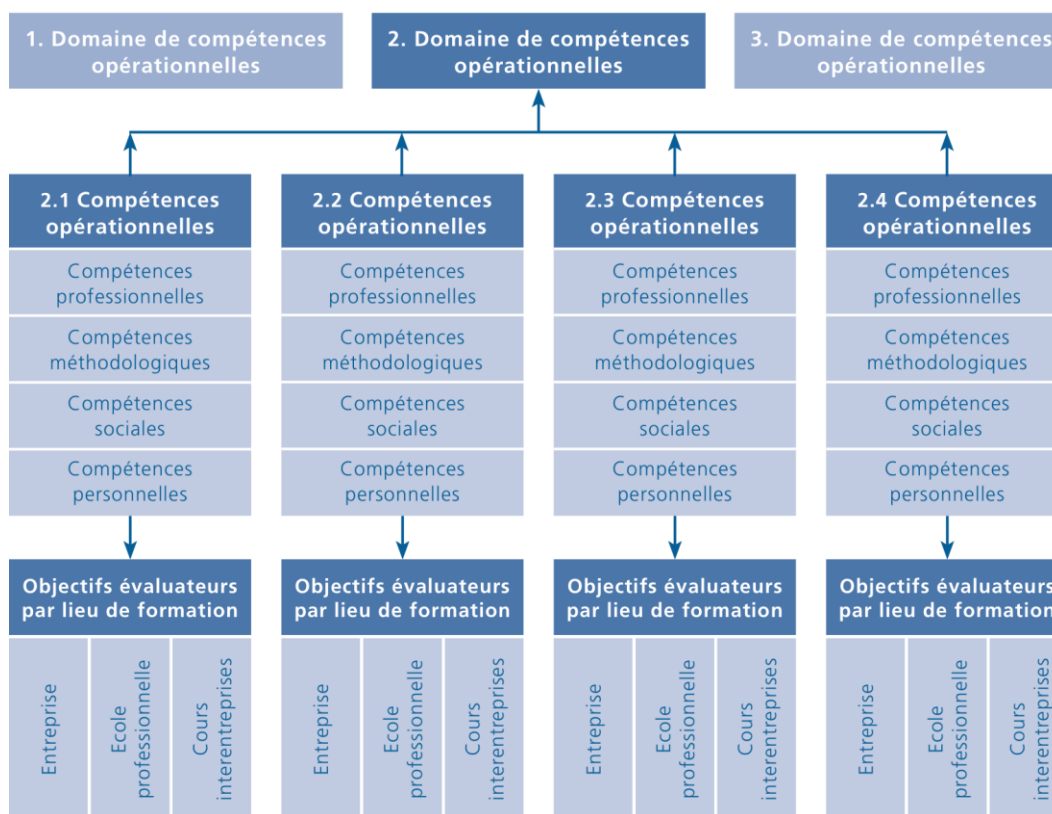 1. Domaine de compétences
opérationnelles
2. Domaine de compétences
opérationnelles
3. Domaine de compétences
opérationnelles
2.1 Compétences
opérationnelles
2.2 Compétences
opérationnelles
2.3 Compétences
opérationnelles
2.4 Compétences
opérationnelles
Compétences
professionnelles
Compétences
professionnelles
Compétences
professionnelles
Compétences
professionnelles
Compétences
méthodologiques
Compétences
méthodologiques
Compétences
méthodologiques
Compétences
méthodologiques
Compétences
sociales
Compétences
sociales
Compétences
sociales
Compétences
sociales
Compétences
personnelles
Compétences
personnelles
Compétences
personnelles
Compétences
personnelles
Objectifs évaluateurs
par lieu de formation
Objectifs évaluateurs
par lieu de formation
Objectifs évaluateurs
par lieu de formation
Objectifs évaluateurs
par lieu de formation
Entreprise
Ecole
professionnelle
Cours
interentreprises
Entreprise
Ecole
professionnelle
Cours
interentreprises
Entreprise
Ecole
professionnelle
Cours
interentreprises
Entreprise
Ecole
professionnelle
Cours
interentreprises